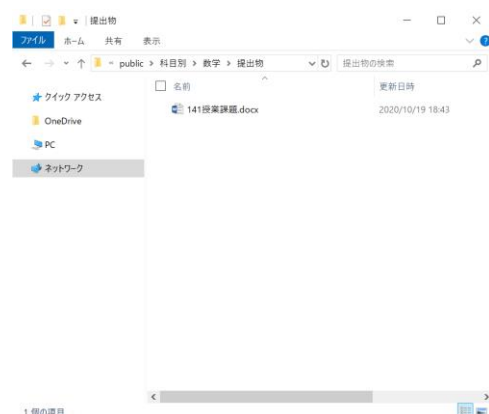 提出物
ファイル ホーム 共有 表示
« public > 科目別 > 数学 > 提出物 提出物の検索
名前 更新日時
クイック アクセス
141授業課題.docx 2020/10/19 18:43
OneDrive
PC
ネットワーク
1 個の項目